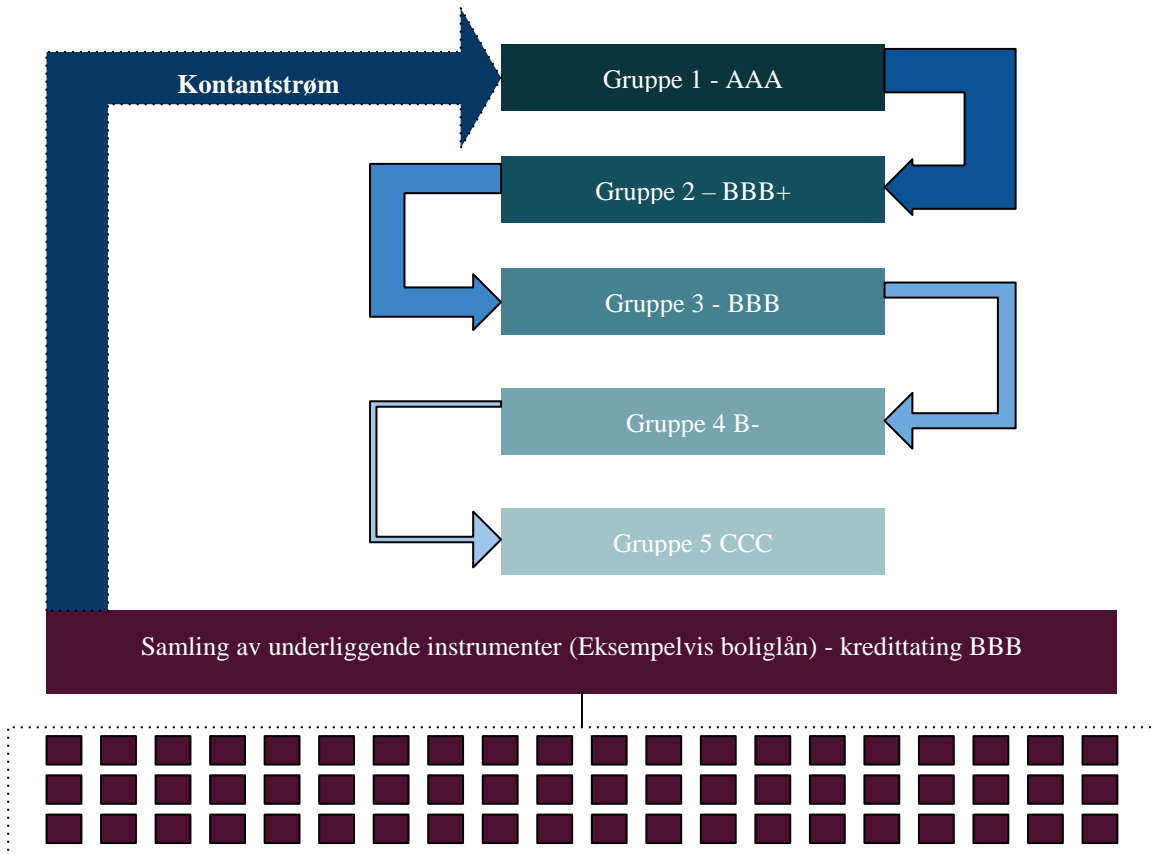 Kontantstrøm
Gruppe 1 - AAA
Gruppe 2 – BBB+
Gruppe 3 - BBB
Gruppe 4 B-
Gruppe 5 CCC
Samling av underliggende instrumenter (Eksempelvis boliglån) - kredittating BBB